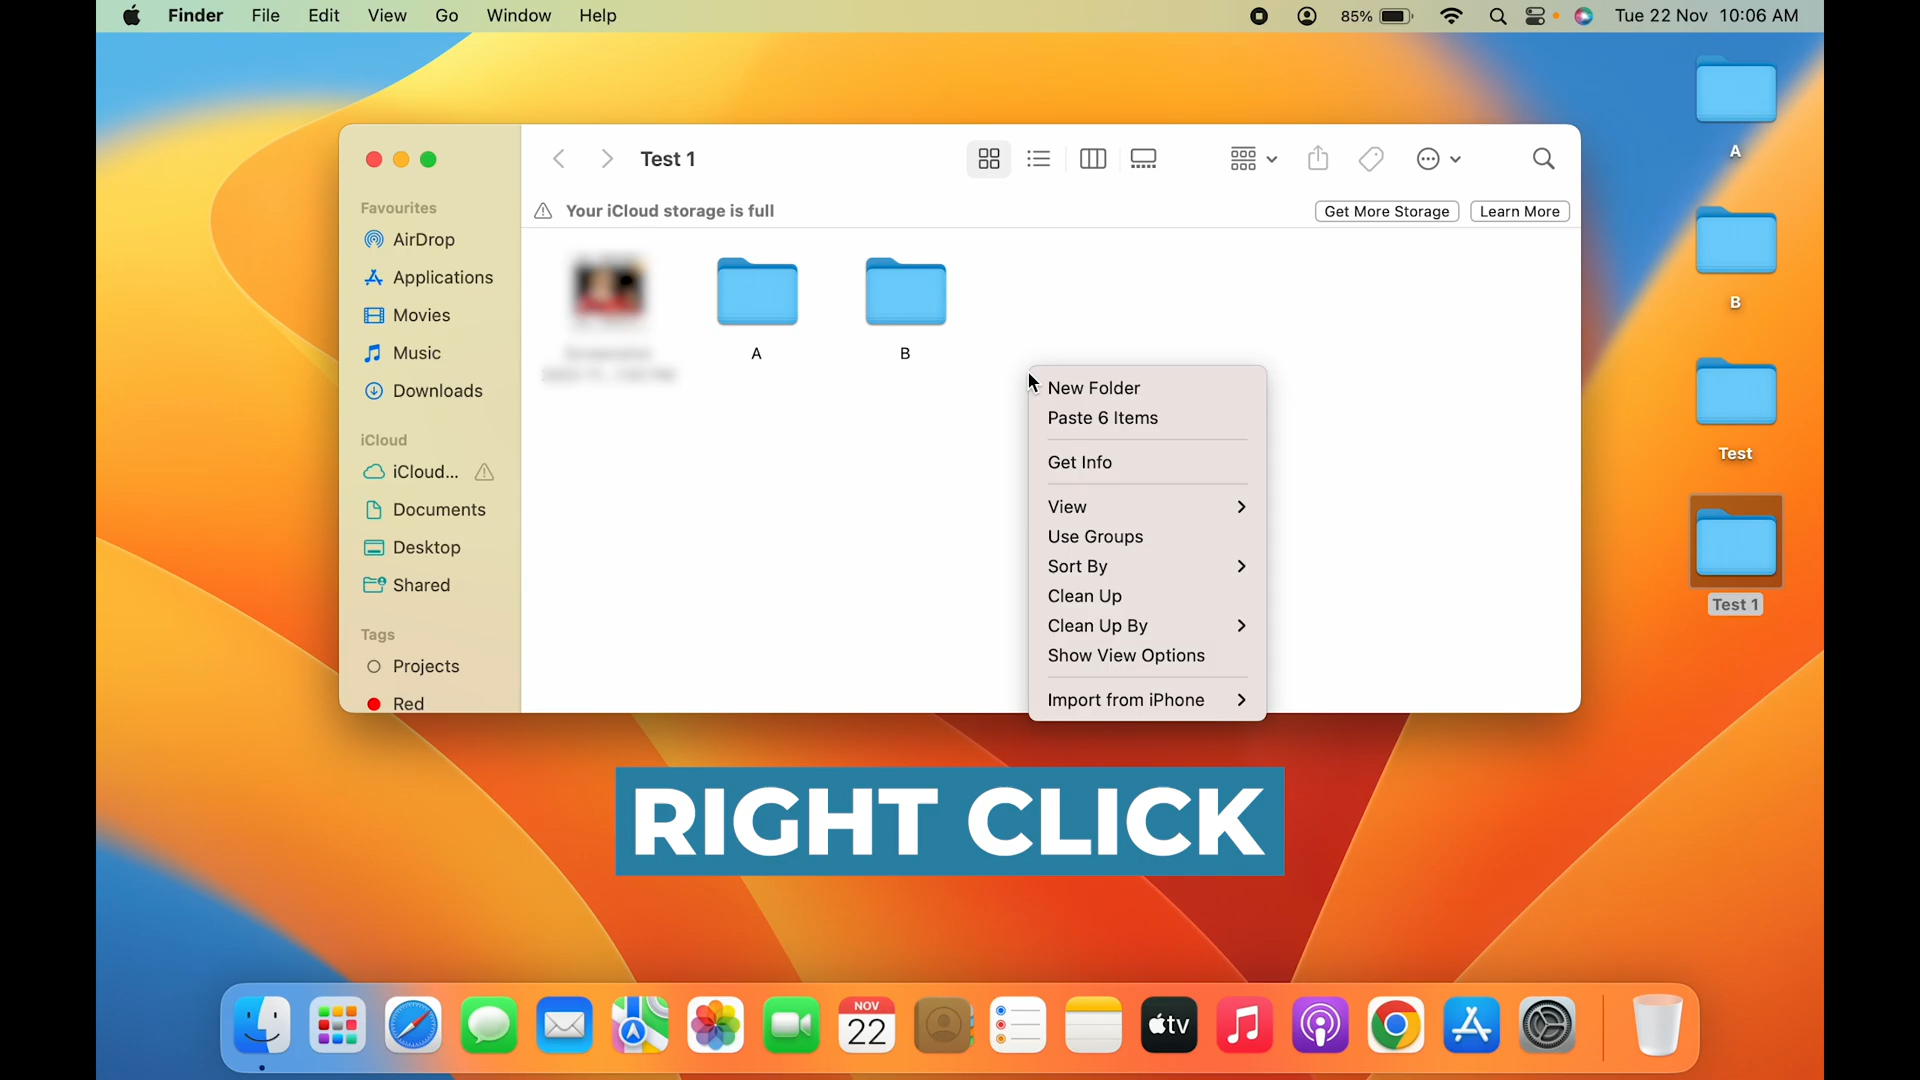 Finder File Edit View Go Window Help 85% Tue 22 Nov 10:06 AM
Test 1
Your iCloud storage is full Get More Storage Learn More
Favourites
AirDrop
Applications
Movies
Music
Downloads
iCloud
iCloud...
Documents
Desktop
Shared
Tags
Projects
Red
A
B
New Folder
Paste 6 Items
Get Info
View
Use Groups
Sort By
Clean Up
Clean Up By
Show View Options
Import from iPhone
A
B
Test
Test 1
RIGHT CLICK
NOV
22
tv